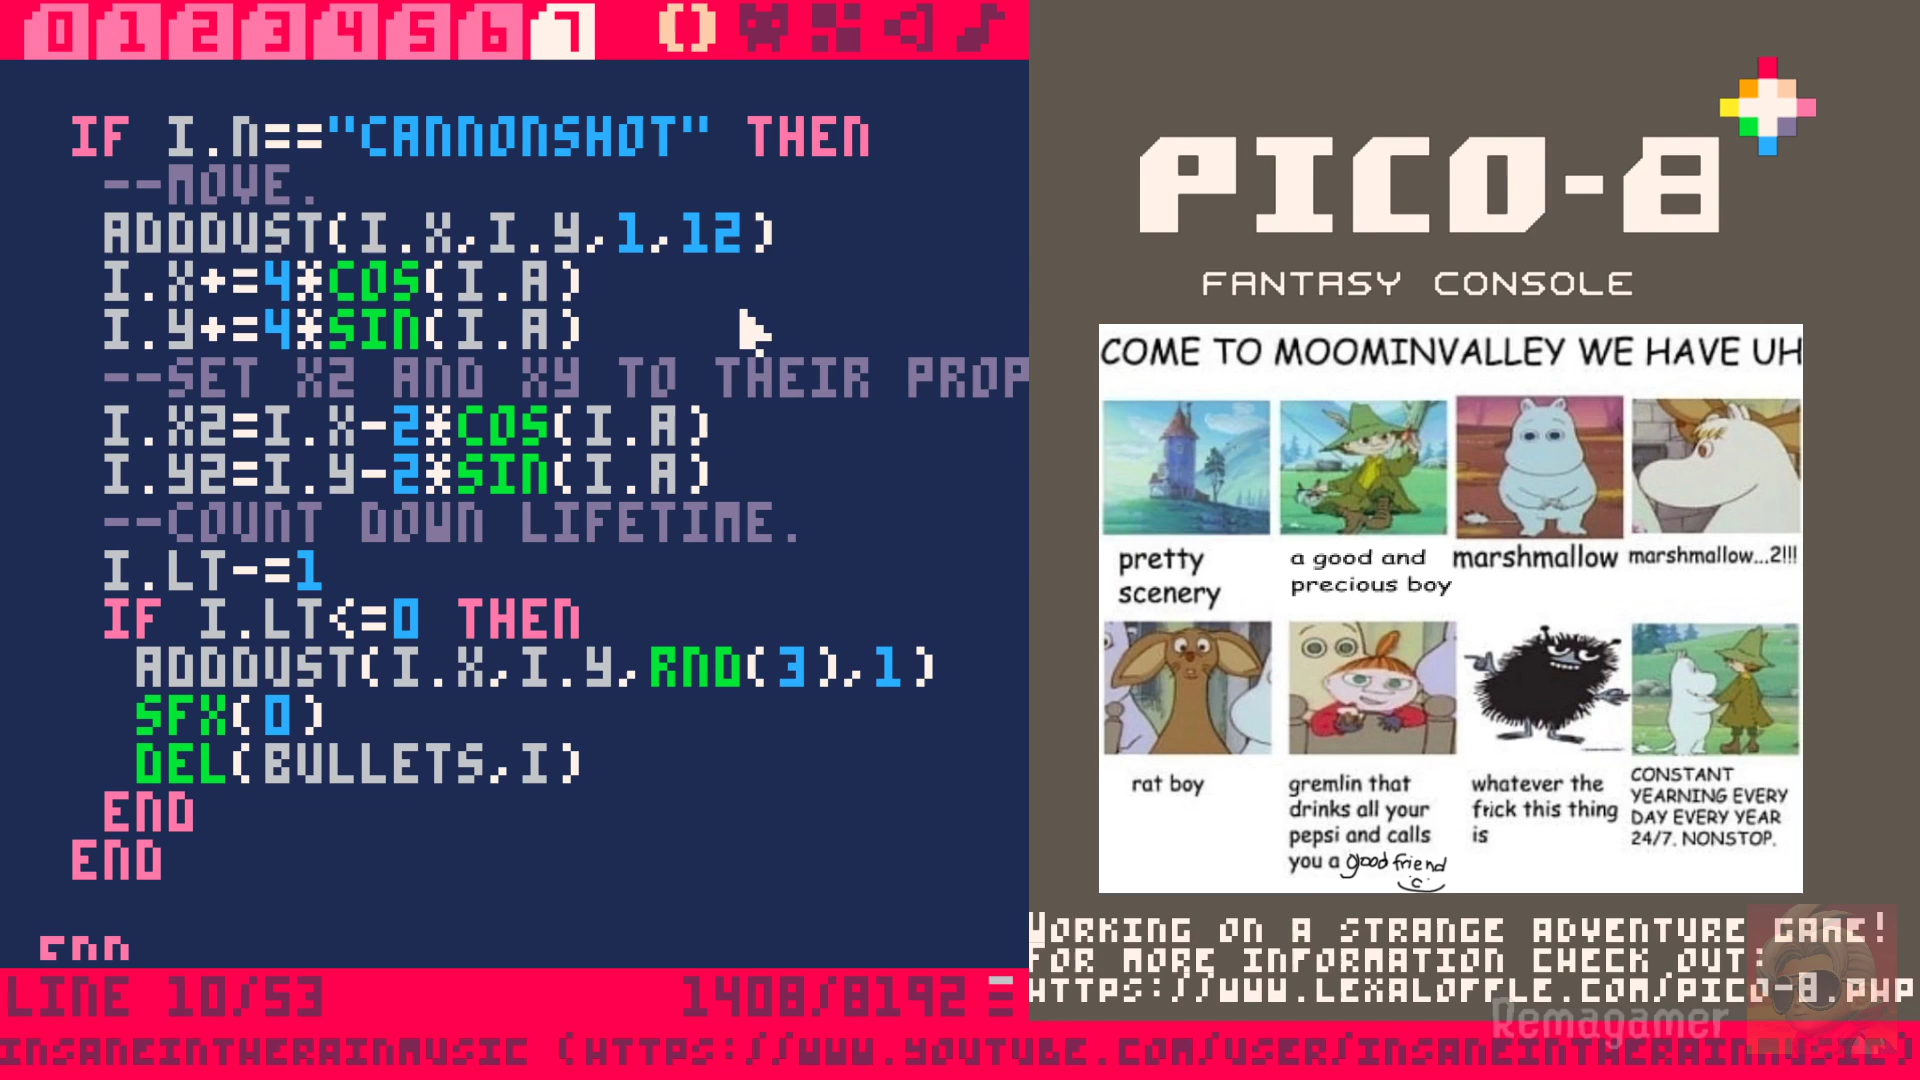 0 1 2 3 4 5 6 7
IF I.N=="CANNONSHOT" THEN
--MOVE.
ADDDUST(I.X,I.Y,1,12)
I.X+=4*COS(I.A)
I.Y+=4*SIN(I.A)
--SET X2 AND XY TO THEIR PROP
I.X2=I.X-2*COS(I.A)
I.Y2=I.Y-2*SIN(I.A)
--COUNT DOWN LIFETIME.
I.LT-=1
IF I.LT<=0 THEN
ADDDUST(I.X,I.Y,RND(3),1)
SFX(0)
DEL(BULLETS,I)
END
END
END
LINE 10/53 1408/8192
PICO-8
FANTASY CONSOLE
COME TO MOOMINVALLEY WE HAVE UH
pretty
scenery
a good and
precious boy
marshmallow
marshmallow...2!!!
rat boy
gremlin that
drinks all your
pepsi and calls
you a good friend
whatever the
frick this thing
is
CONSTANT
YEARNING EVERY
DAY EVERY YEAR
24/7. NONSTOP.
WORKING ON A STRANGE ADVENTURE GAME!
FOR MORE INFORMATION CHECK OUT:
HTTPS://WWW.LEXALOFFLE.COM/PICO-8.PHP
Remagamer
INSANEINTHERAINMUSIC (HTTPS://WWW.YOUTUBE.COM/USER/INSANEINTHERAINMUSIC)